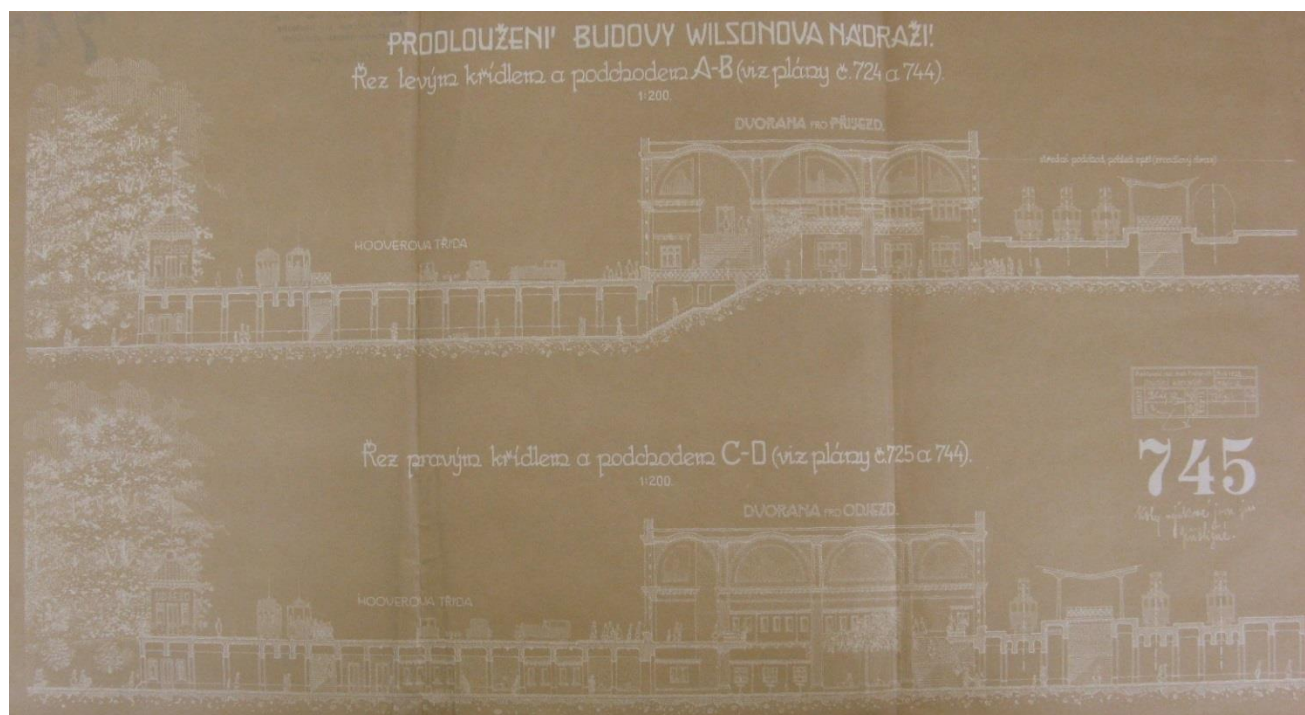 PRODLOUŽENÍ BUDOVY WILSONOVA NÁDRAŽÍ.
Řez levým křídlem a podchodem A-B (viz plány č. 724 a 744).
1:200.
DVORANA PRO PŘÍJEZD.
HOOVEROVA TŘÍDA
745
Řez pravým křídlem a podchodem C-D (viz plány č. 725 a 744).
1:200.
DVORANA PRO ODJEZD.
HOOVEROVA TŘÍDA